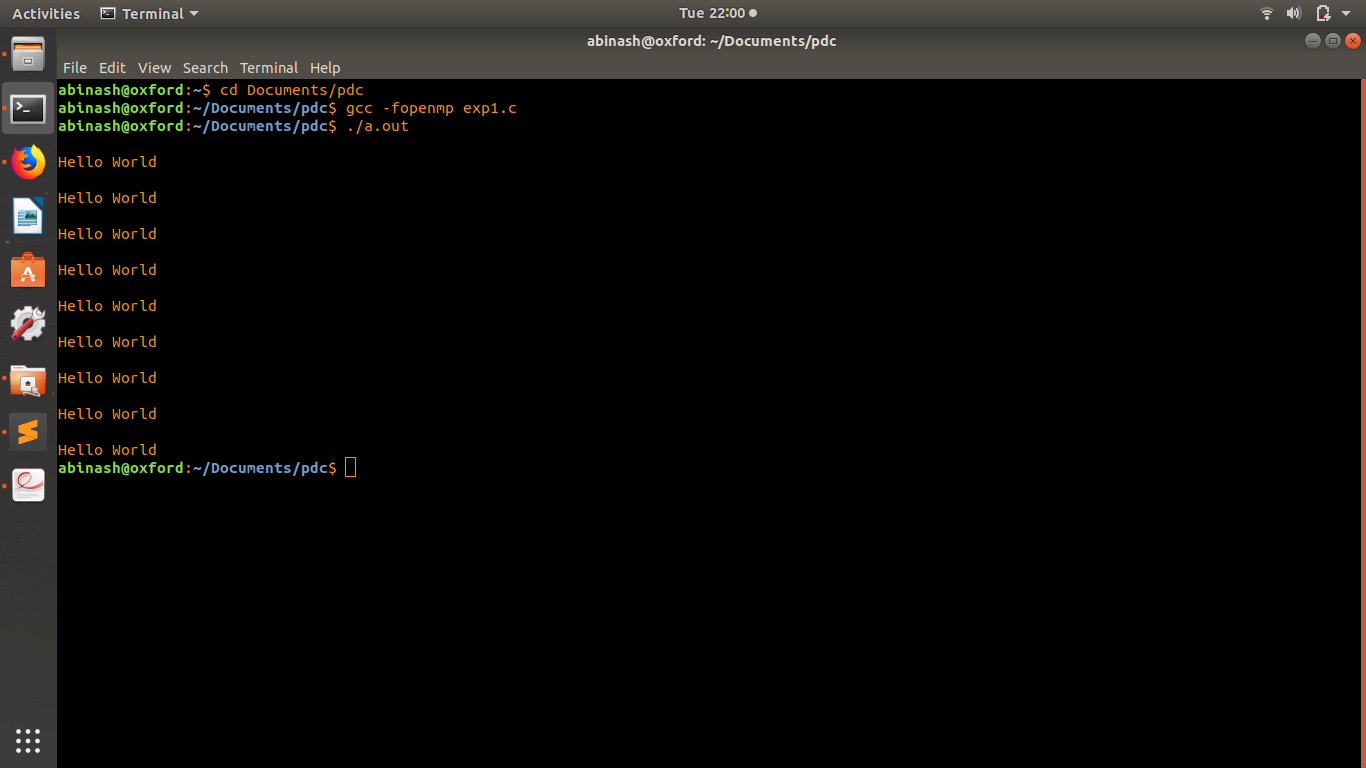 Activities Terminal Tue 22:00
abinash@oxford: ~/Documents/pdc
File Edit View Search Terminal Help
abinash@oxford:~$ cd Documents/pdc
abinash@oxford:~/Documents/pdc$ gcc -fopenmp exp1.c
abinash@oxford:~/Documents/pdc$ ./a.out
Hello World
Hello World
Hello World
Hello World
Hello World
Hello World
Hello World
Hello World
Hello World
abinash@oxford:~/Documents/pdc$